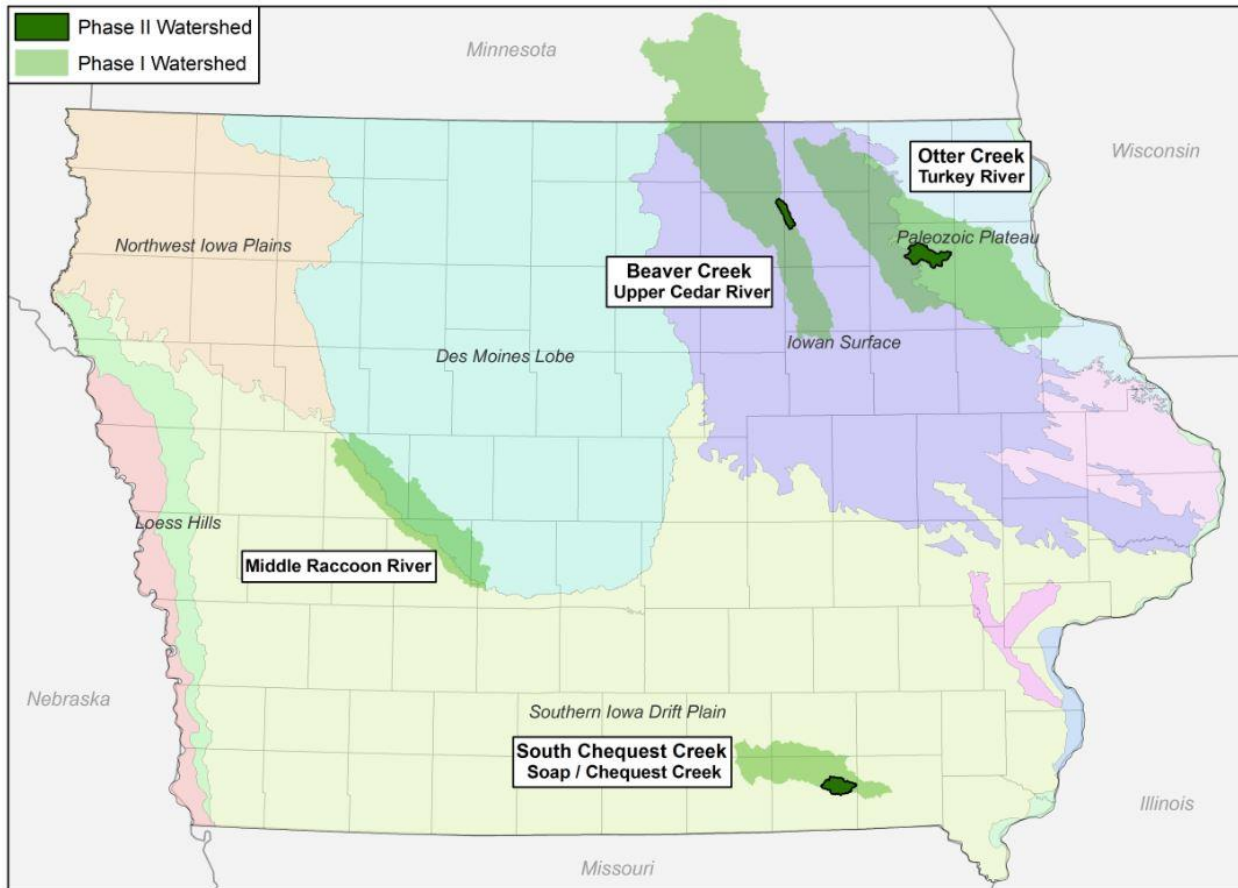 Phase II Watershed
Phase I Watershed
Minnesota
Wisconsin
Otter Creek
Turkey River
Northwest Iowa Plains
Paleozoic Plateau
Beaver Creek
Upper Cedar River
Des Moines Lobe
Iowan Surface
Loess Hills
Middle Raccoon River
Nebraska
Southern Iowa Drift Plain
South Chequest Creek
Soap / Chequest Creek
Illinois
Missouri